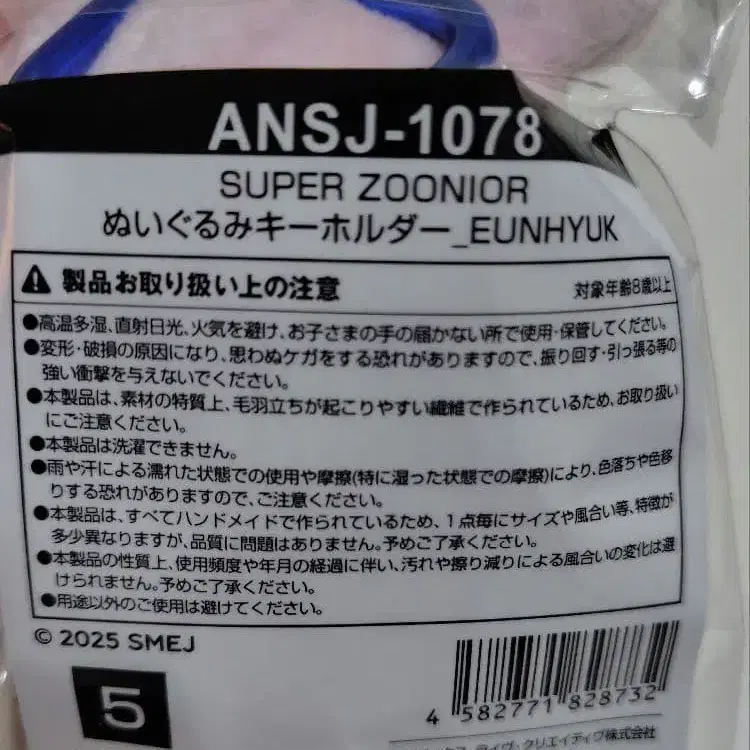 ANSJ-1078
SUPER ZOONIOR
ぬいぐるみキーホルダー_EUNHYUK
製品お取り扱い上の注意 対象年齢8歳以上
●高温多湿、直射日光、火気を避け、お子さまの手の届かない所で使用・保管してください。
●変形・破損の原因になり、思わぬケガをする恐れがありますので、振り回す・引っ張る等の
強い衝撃を与えないでください。
●本製品は、素材の特質上、毛羽立ちが起こりやすい繊維で作られているため、お取り扱い
にご注意ください。
●本製品は洗濯できません。
●雨や汗による濡れた状態での使用や摩擦(特に湿った状態での摩擦)により、色落ちや色移
りする恐れがありますので、ご注意ください。
●本製品は、すべてハンドメイドで作られているため、1点毎にサイズや風合い等、特徴が
多少異なりますが、品質に問題はありません。予めご了承ください。
●本製品の性質上、使用頻度や年月の経過に伴い、汚れや擦り減りによる風合いの変化は避
けられません。予めご了承ください。
●用途以外のご使用は避けてください。
© 2025 SMEJ
5
4 582771 828732
ライヴ・クリエイティヴ株式会社